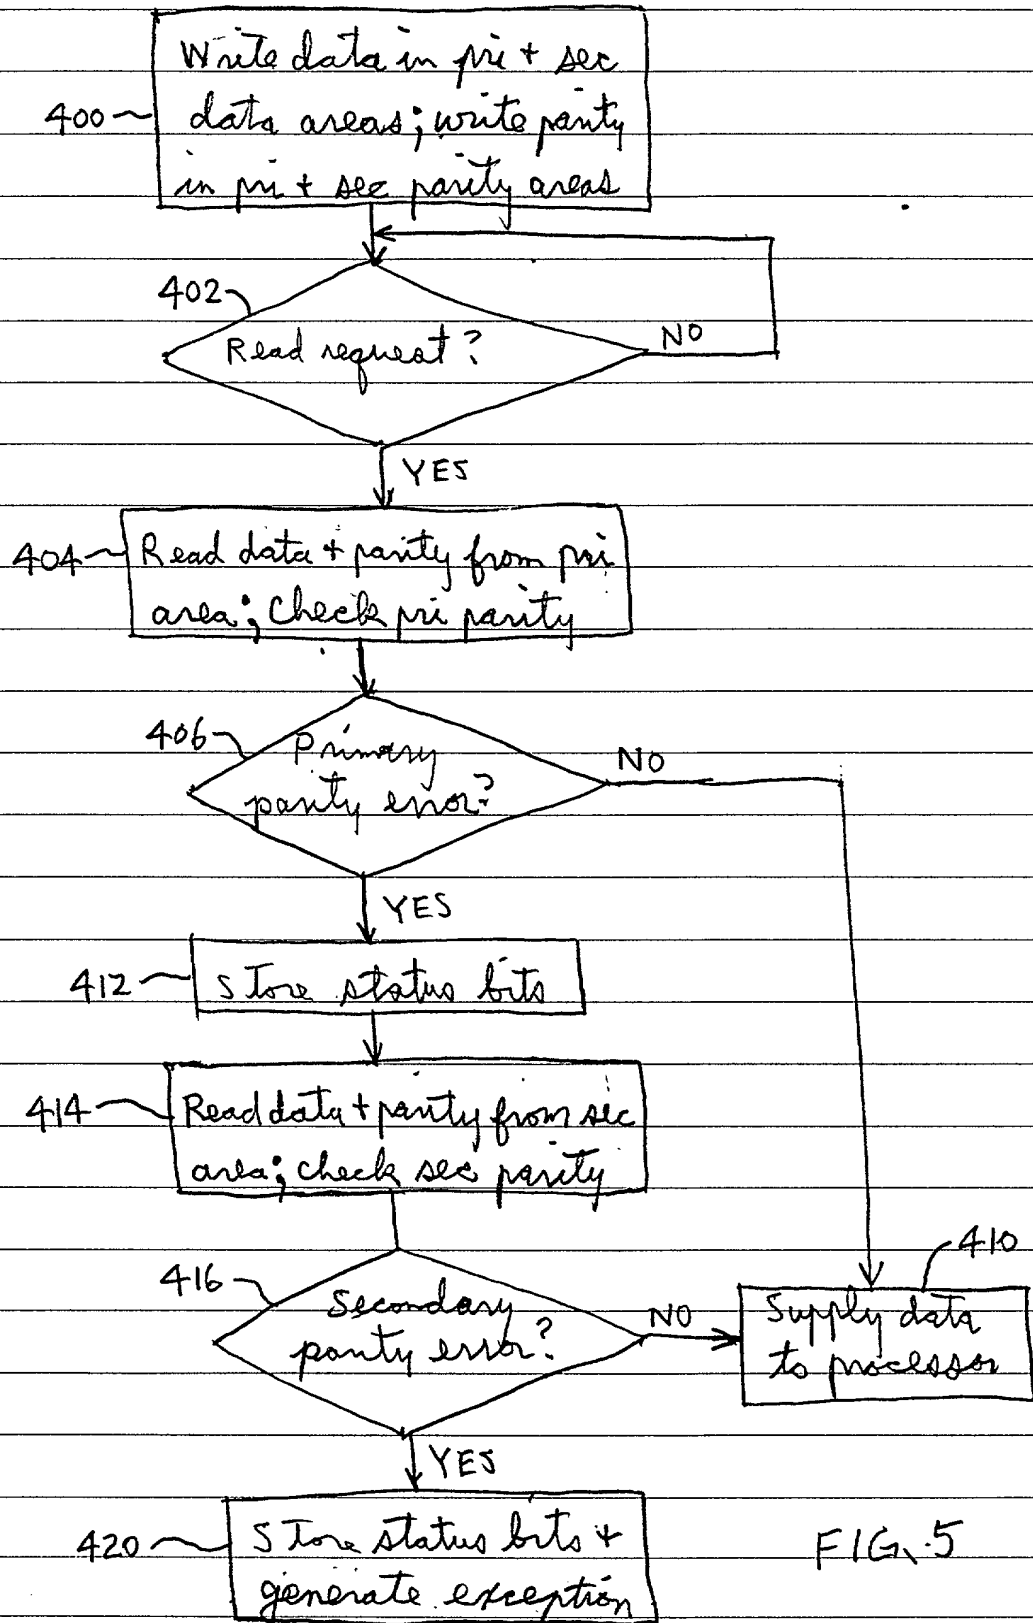 Write data in pri + sec
400
data areas; write parity
in pri + sec parity areas
402
Read request?
NO
YES
404
Read data + parity from pri
area; check pri parity
406
Primary
parity error?
NO
YES
412
Store status bits
414
Read data + parity from sec
area; check sec parity
416
Secondary
parity error?
NO
410
Supply data
to processor
YES
420
Store status bits +
generate exception
FIG. 5